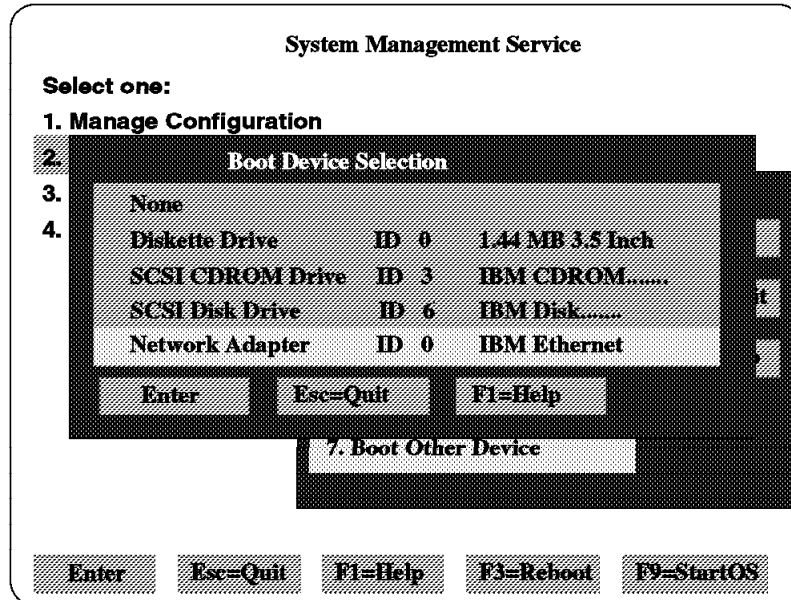 System Management Service
Select one:
1. Manage Configuration
2.
Boot Device Selection
3.
None
4.
Diskette Drive ID 0 1.44 MB 3.5 Inch
SCSI CDROM Drive ID 3 IBM CDROM.......
SCSI Disk Drive ID 6 IBM Disk.......
Network Adapter ID 0 IBM Ethernet
Enter Esc=Quit F1=Help
7. Boot Other Device
Enter Esc=Quit F1=Help F3=Reboot F9=StartOS